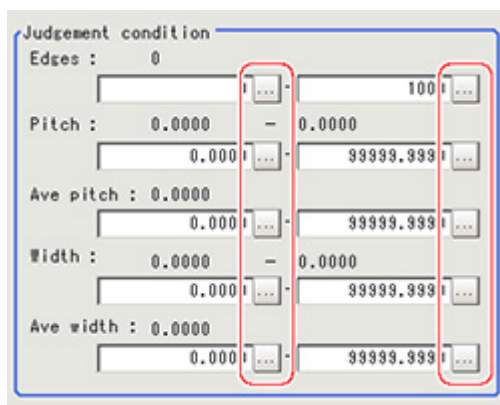 Judgement condition
Edges : 0
... - 100 ...
Pitch : 0.0000 - 0.0000
0.000 ... - 99999.999 ...
Ave pitch : 0.0000
0.000 ... - 99999.999 ...
Width : 0.0000 - 0.0000
0.000 ... - 99999.999 ...
Ave width : 0.0000
0.000 ... - 99999.999 ...